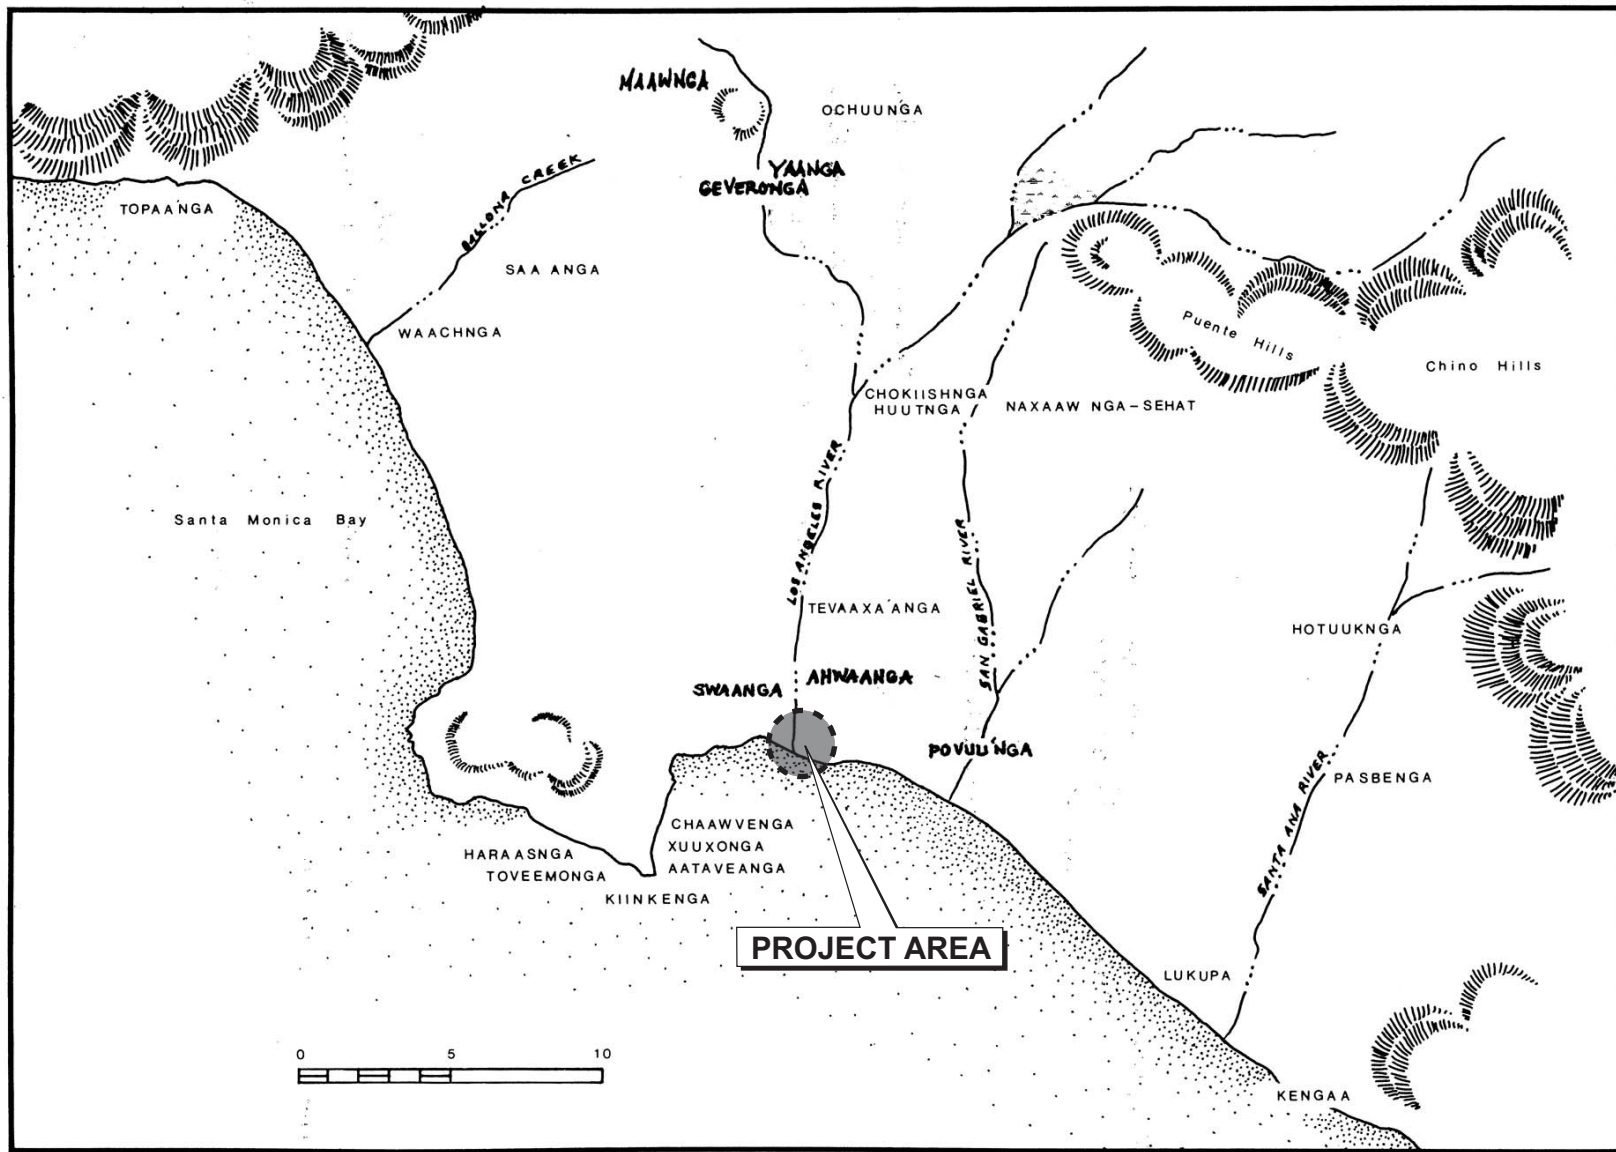 MAAWNGA
OCHUUNGA
YAANGA
GEVERONGA
BALLONA CREEK
TOPAA'NGA
SAA ANGA
WAACHNGA
Puente Hills
Chino Hills
CHOKIISHNGA
HUUTNGA
NAXAAW NGA-SEHAT
LOS ANGELES RIVER
Santa Monica Bay
SAN GABRIEL RIVER
TEVAAXA'ANGA
HOTUUKNGA
SWAANGA
AHWAANGA
POVUU'NGA
PASBENGA
SANTA ANA RIVER
CHAAWVENGA
XUUXONGA
AATAVEANGA
HARAASNGA
TOVEEMONGA
KIINKENGA
PROJECT AREA
LUKUPA
KENGAA
0 5 10